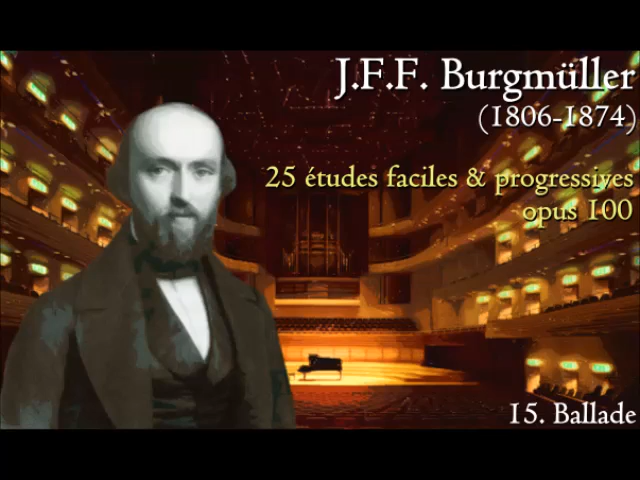 J.F.F. Burgmüller
(1806-1874)
25 études faciles & progressives
opus 100
15. Ballade